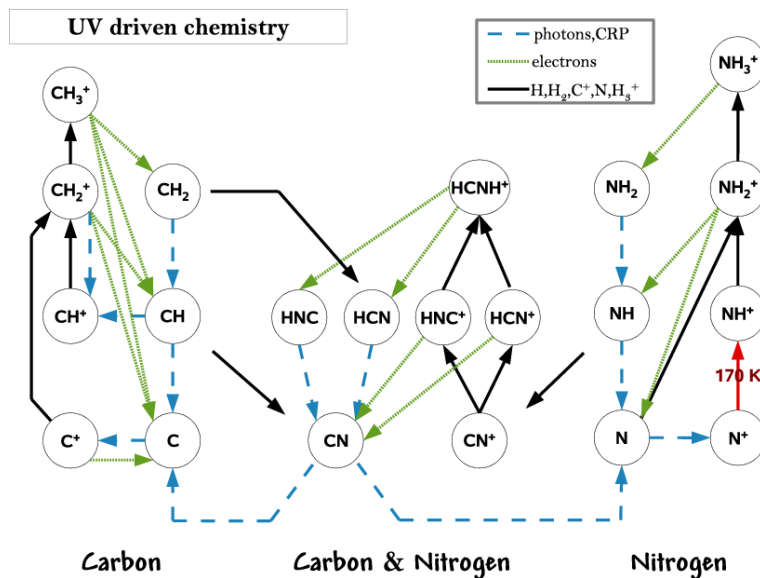 UV driven chemistry
photons,CRP
electrons
H,H₂,C⁺,N,H₃⁺
CH₃⁺
NH₃⁺
CH₂⁺
CH₂
HCNH⁺
NH₂
NH₂⁺
CH⁺
CH
HNC
HCN
HNC⁺
HCN⁺
NH
NH⁺
170 K
C⁺
C
CN
CN⁺
N
N⁺
Carbon
Carbon & Nitrogen
Nitrogen